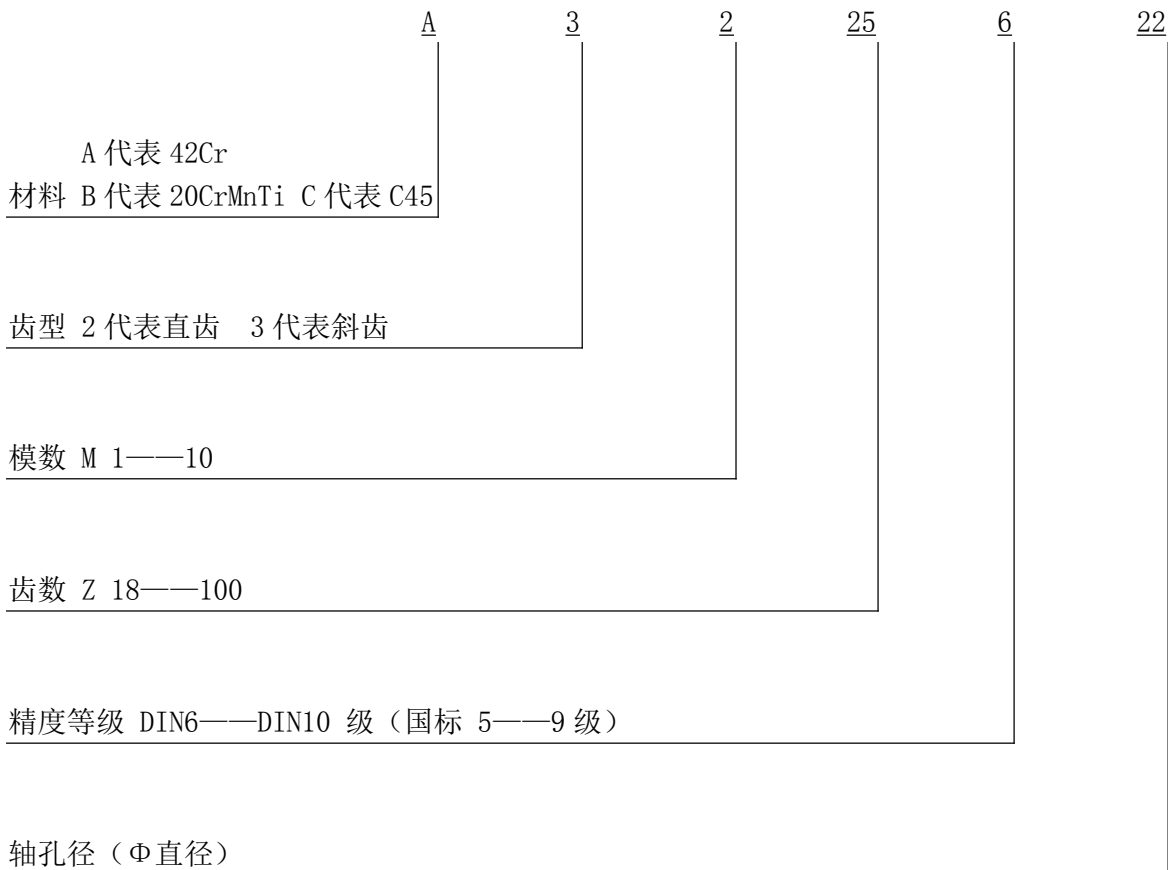 A 3 2 25 6 22
A 代表 42Cr
材料 B 代表 20CrMnTi C 代表 C45
齿型 2 代表直齿 3 代表斜齿
模数 M 1——10
齿数 Z 18——100
精度等级 DIN6——DIN10 级（国标 5——9 级）
轴孔径（Φ直径）